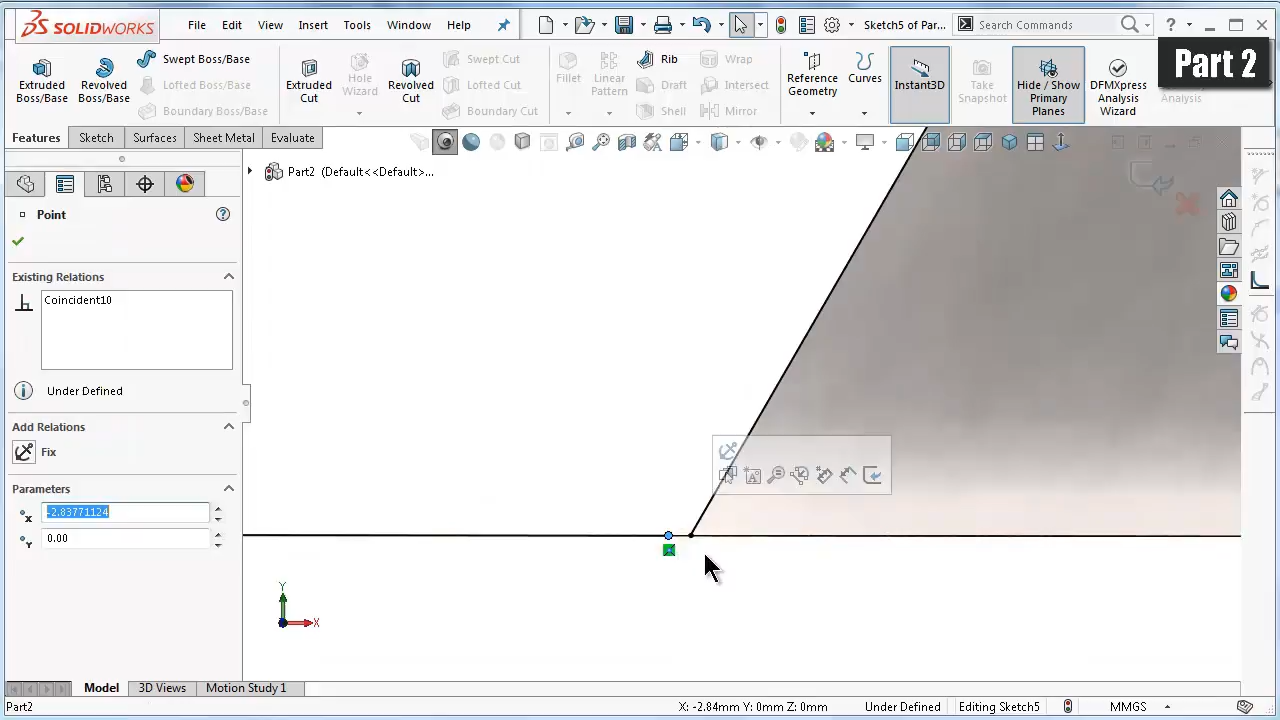 SOLIDWORKS
File Edit View Insert Tools Window Help
Sketch5 of Par...
Search Commands
?
Part 2
Extruded Boss/Base
Revolved Boss/Base
Swept Boss/Base
Lofted Boss/Base
Boundary Boss/Base
Extruded Cut
Hole Wizard
Revolved Cut
Swept Cut
Lofted Cut
Boundary Cut
Fillet
Linear Pattern
Rib
Draft
Shell
Wrap
Intersect
Mirror
Reference Geometry
Curves
Instant3D
Take Snapshot
Hide / Show Primary Planes
DFMXpress Analysis Wizard
Analysis
Features Sketch Surfaces Sheet Metal Evaluate
Part2 (Default<<Default>...
Point
?
Existing Relations
Coincident10
Under Defined
Add Relations
Fix
Parameters
X -2.83771124
Y 0.00
Y
X
Model 3D Views Motion Study 1
Part2
X: -2.84mm Y: 0mm Z: 0mm
Under Defined
Editing Sketch5
MMGS